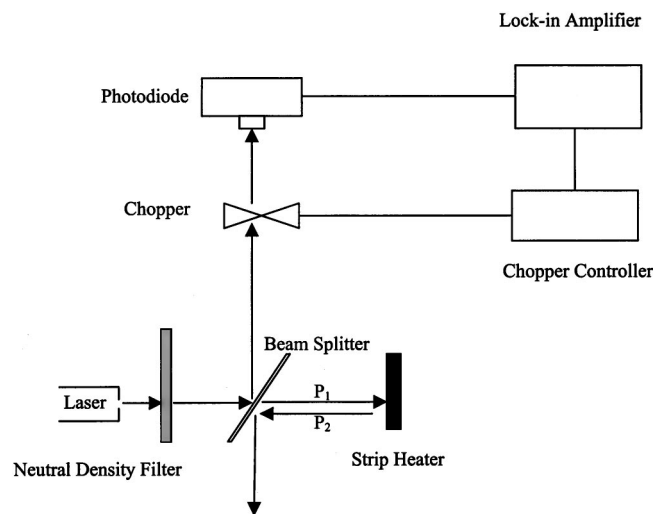 Lock-in Amplifier
Photodiode
Chopper
Chopper Controller
Beam Splitter
Laser
P₁
P₂
Neutral Density Filter
Strip Heater